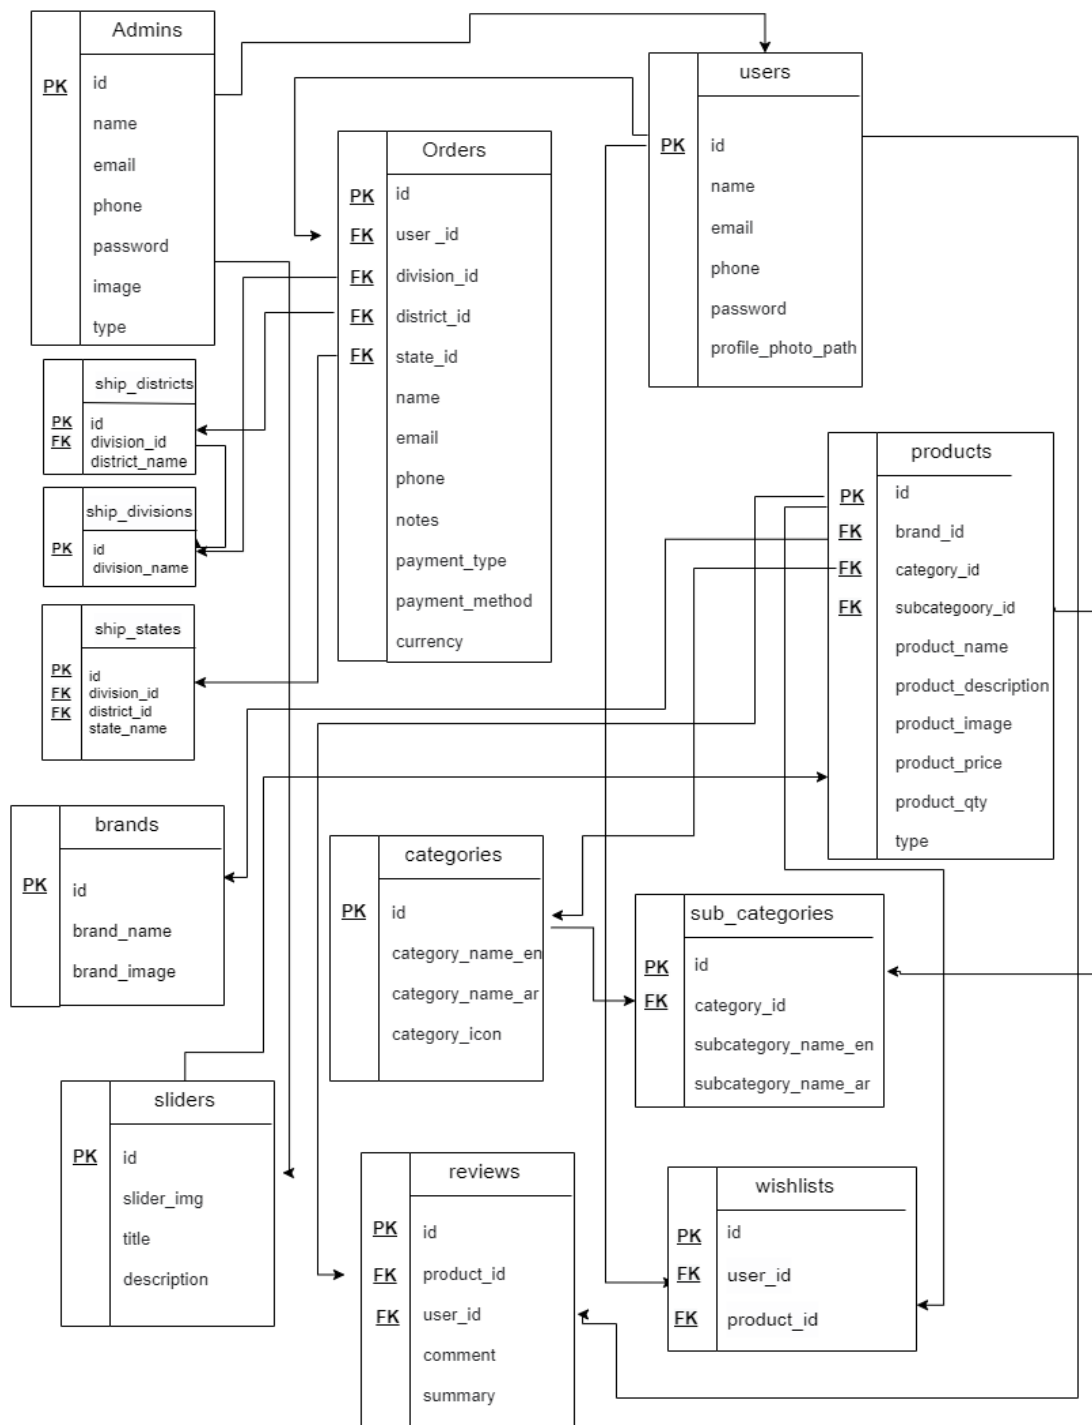 Admins
PK id
name
email
phone
password
image
type
users
PK id
name
email
phone
password
profile_photo_path
Orders
PK id
FK user _id
FK division_id
FK district_id
FK state_id
name
email
phone
notes
payment_type
payment_method
currency
ship_districts
PK id
FK division_id
district_name
ship_divisions
PK id
division_name
ship_states
PK id
FK division_id
FK district_id
state_name
products
PK id
FK brand_id
FK category_id
FK subcategoory_id
product_name
product_description
product_image
product_price
product_qty
type
brands
PK id
brand_name
brand_image
categories
PK id
category_name_en
category_name_ar
category_icon
sub_categories
PK id
FK category_id
subcategory_name_en
subcategory_name_ar
sliders
PK id
slider_img
title
description
reviews
PK id
FK product_id
FK user_id
comment
summary
wishlists
PK id
FK user_id
FK product_id